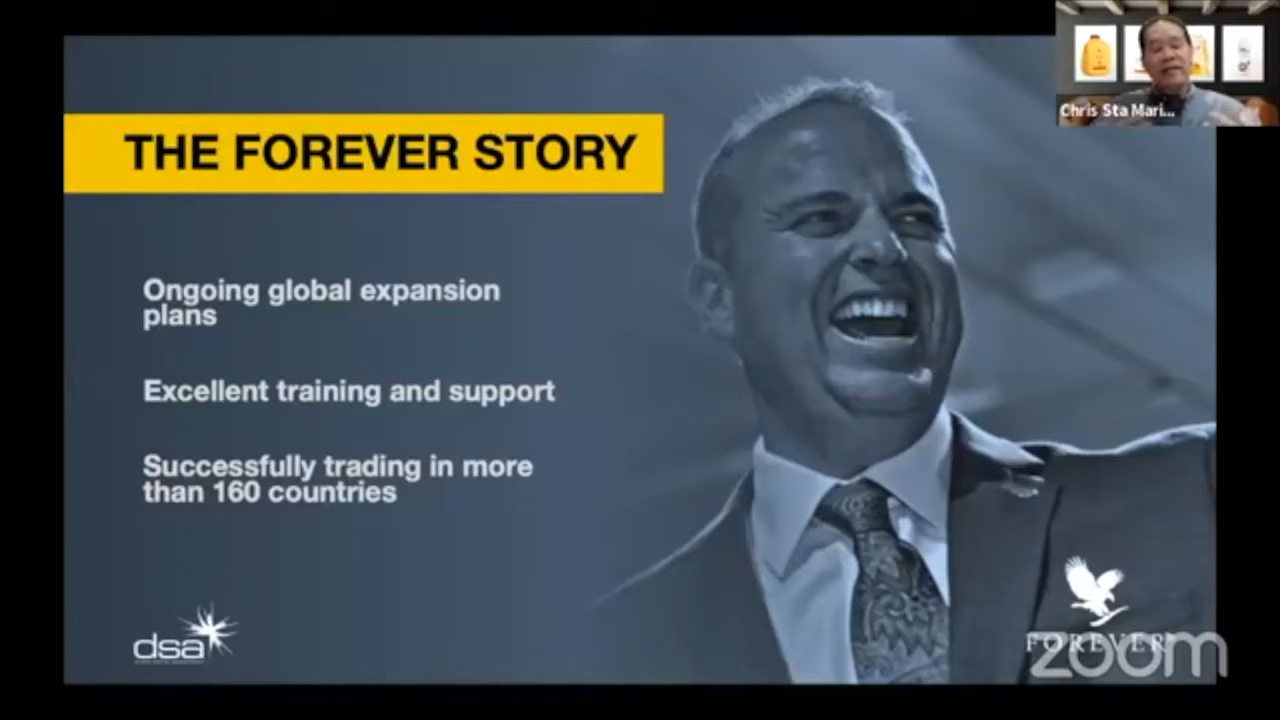 Chris Sta Mari...
THE FOREVER STORY
Ongoing global expansion
plans
Excellent training and support
Successfully trading in more
than 160 countries
dsa
FOREVER
zoom